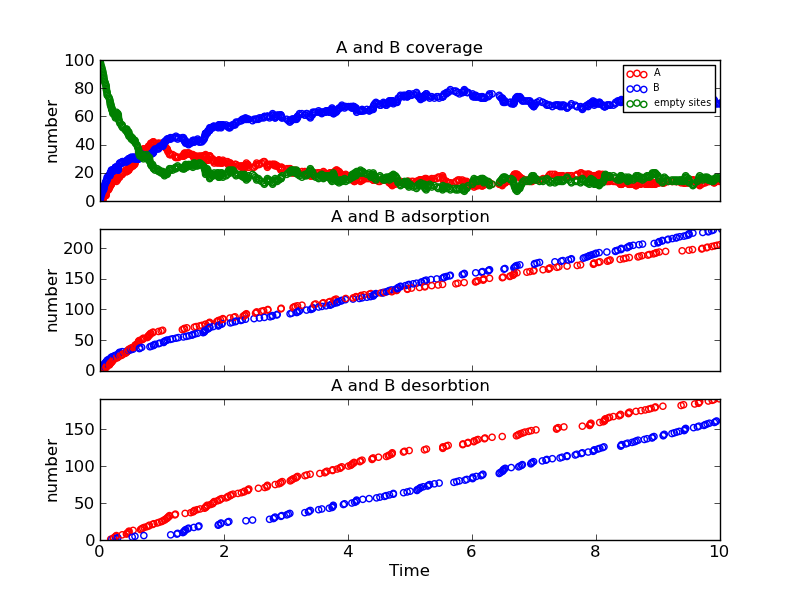 A and B coverage
100
80
60
40
20
0
number
A
B
empty sites
A and B adsorption
200
150
100
50
0
number
A and B desorbtion
150
100
50
0
number
0 2 4 6 8 10
Time